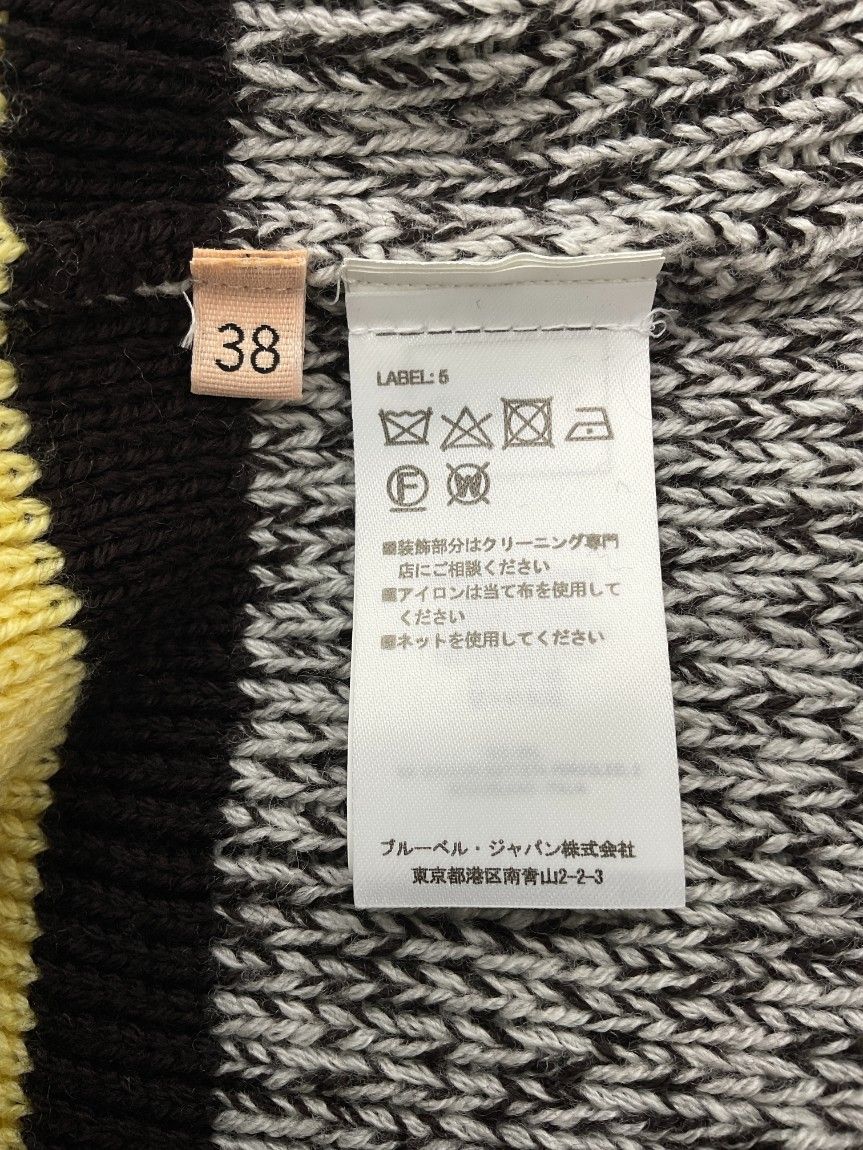 38
LABEL: 5
F
W
■装飾部分はクリーニング専門
店にご相談ください
■アイロンは当て布を使用して
ください
■ネットを使用してください
ブルーベル・ジャパン株式会社
東京都港区南青山2-2-3